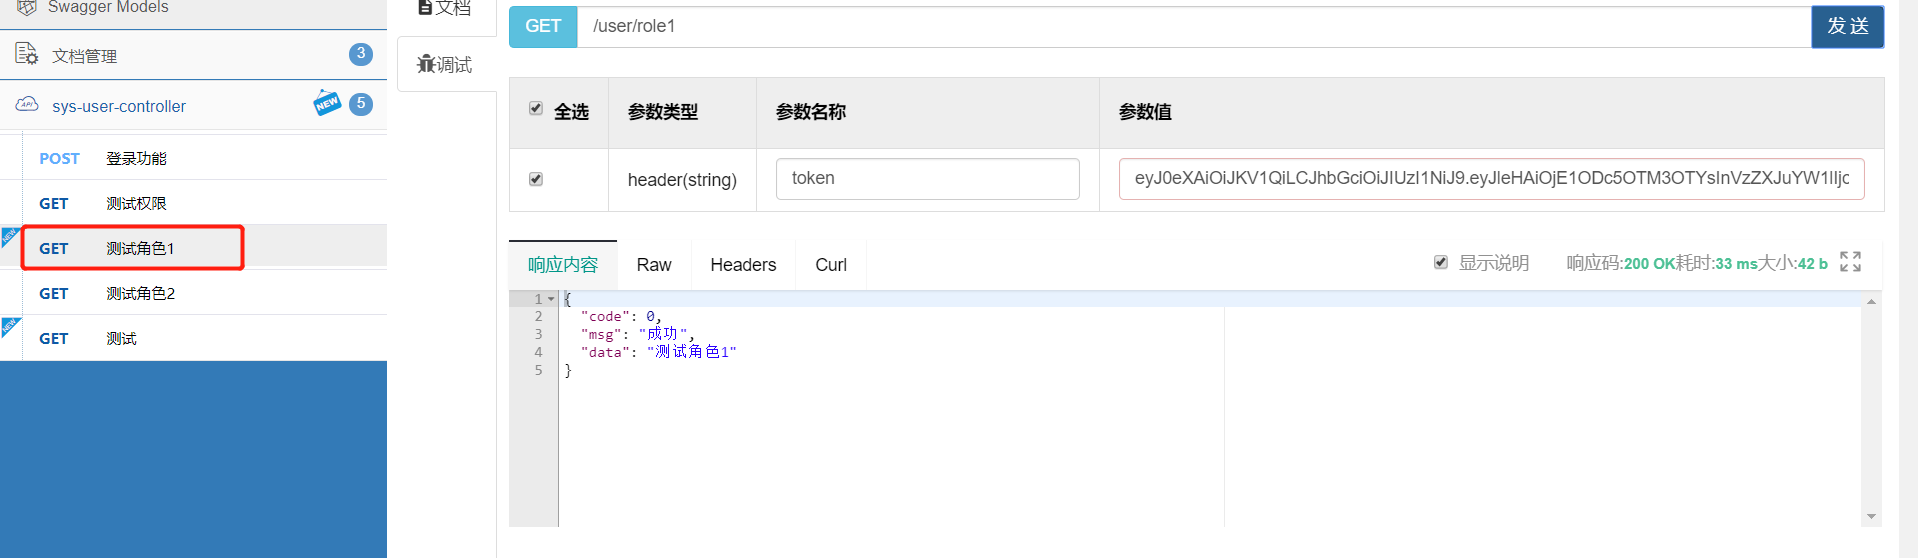 Swagger Models
文档管理
3
sys-user-controller
NEW
5
POST 登录功能
GET 测试权限
NEW
GET 测试角色1
GET 测试角色2
NEW
GET 测试
文档
调试
GET /user/role1 发送
全选 参数类型 参数名称 参数值
header(string) token eyJ0eXAiOiJKV1QiLCJhbGciOiJIUzI1NiJ9.eyJleHAiOjE1ODc5OTM3OTYsInVzZXJuYW1lIjc
响应内容 Raw Headers Curl 显示说明 响应码:200 OK耗时:33 ms大小:42 b
1 {
2 "code": 0,
3 "msg": "成功",
4 "data": "测试角色1"
5 }